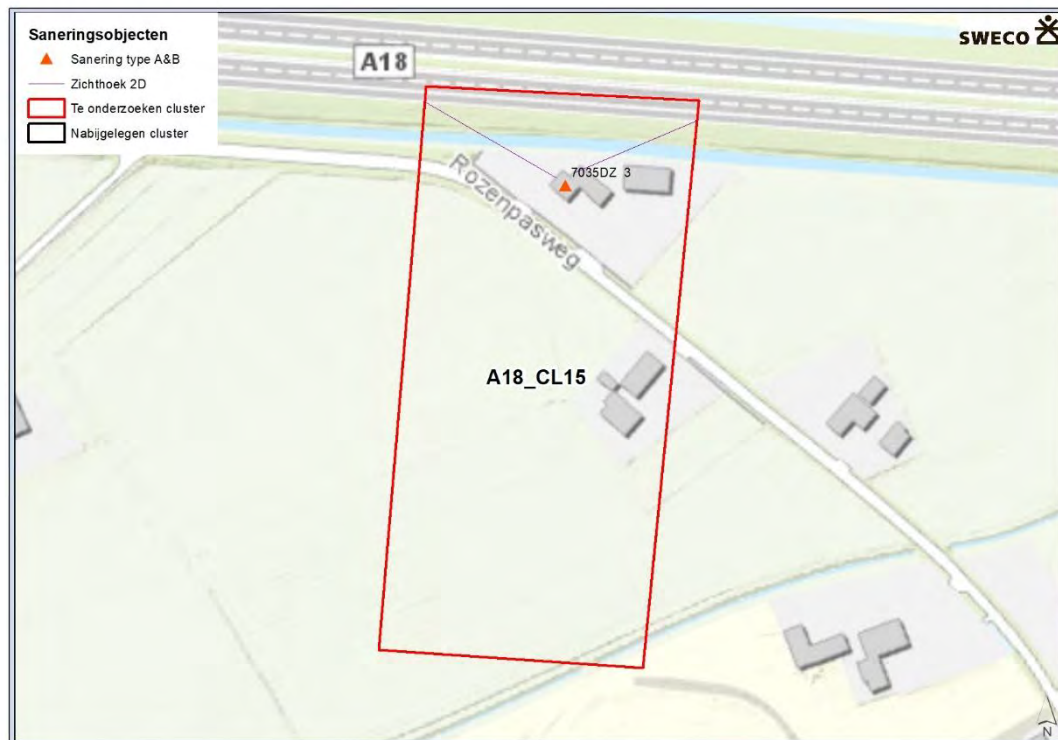 Saneringsobjecten
Sanering type A&B
Zichthoek 2D
Te onderzoeken cluster
Nabijgelegen cluster
A18
SWECO
7035DZ 3
Rozenpasweg
A18_CL15
N